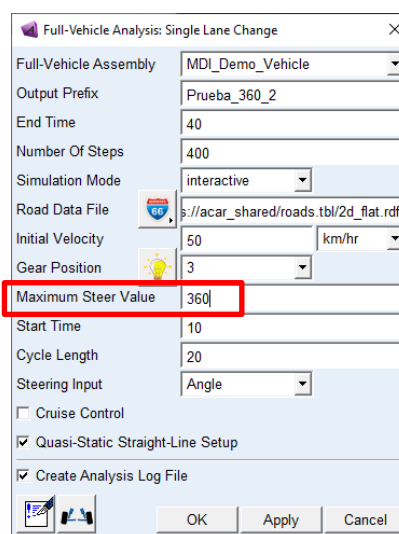 Full-Vehicle Analysis: Single Lane Change
Full-Vehicle Assembly MDI_Demo_Vehicle
Output Prefix Prueba_360_2
End Time 40
Number Of Steps 400
Simulation Mode interactive
Road Data File 66 s://acar_shared/roads.tbl/2d_flat.rdf
Initial Velocity 50 km/hr
Gear Position 3
Maximum Steer Value 360
Start Time 10
Cycle Length 20
Steering Input Angle
Cruise Control
Quasi-Static Straight-Line Setup
Create Analysis Log File
OK Apply Cancel